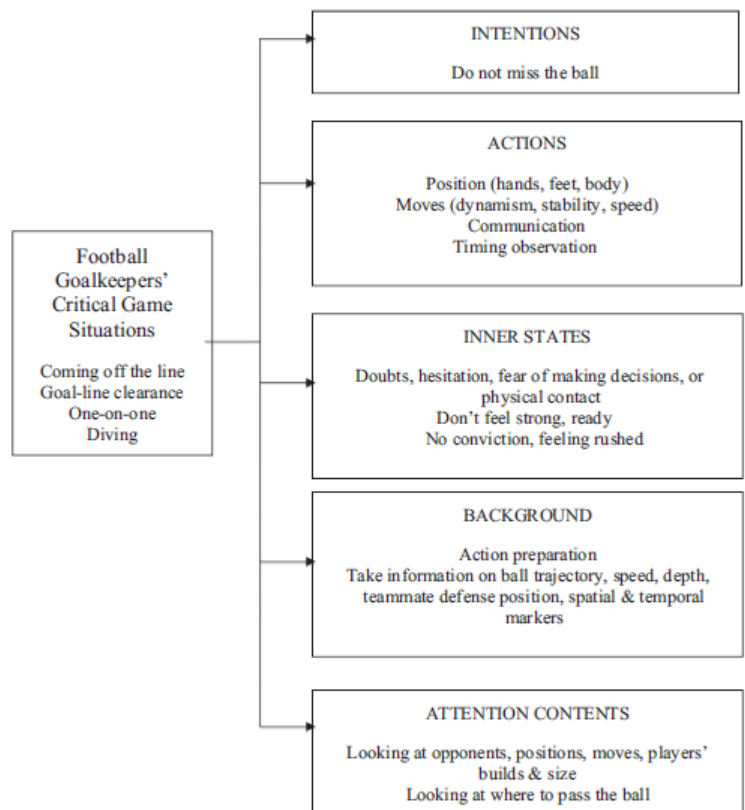 INTENTIONS
Do not miss the ball
ACTIONS
Position (hands, feet, body)
Moves (dynamism, stability, speed)
Communication
Timing observation
Football
Goalkeepers’
Critical Game
Situations
Coming off the line
Goal-line clearance
One-on-one
Diving
INNER STATES
Doubts, hesitation, fear of making decisions, or
physical contact
Don’t feel strong, ready
No conviction, feeling rushed
BACKGROUND
Action preparation
Take information on ball trajectory, speed, depth,
teammate defense position, spatial & temporal
markers
ATTENTION CONTENTS
Looking at opponents, positions, moves, players’
builds & size
Looking at where to pass the ball